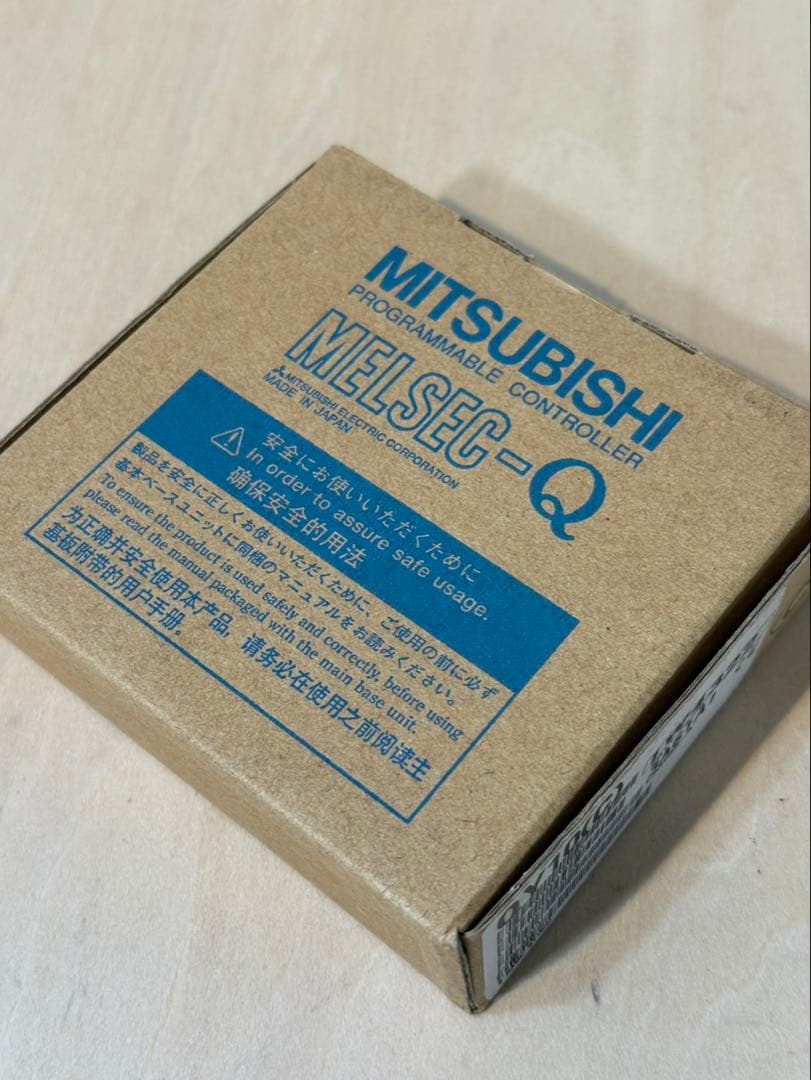 MITSUBISHI
PROGRAMMABLE CONTROLLER
MELSEC-Q
MITSUBISHI ELECTRIC CORPORATION
MADE IN JAPAN
安全にお使いいただくために
In order to assure safe usage.
确保安全的用法
製品を安全に正しくお使いいただくために、ご使用の前に必ず
基本ベースユニットに同梱のマニュアルをお読みください。
To ensure the product is used safely and correctly, before using
please read the manual packaged with the main base unit.
为正确并安全使用本产品，请务必在使用之前阅读主
基板附带的用户手册。